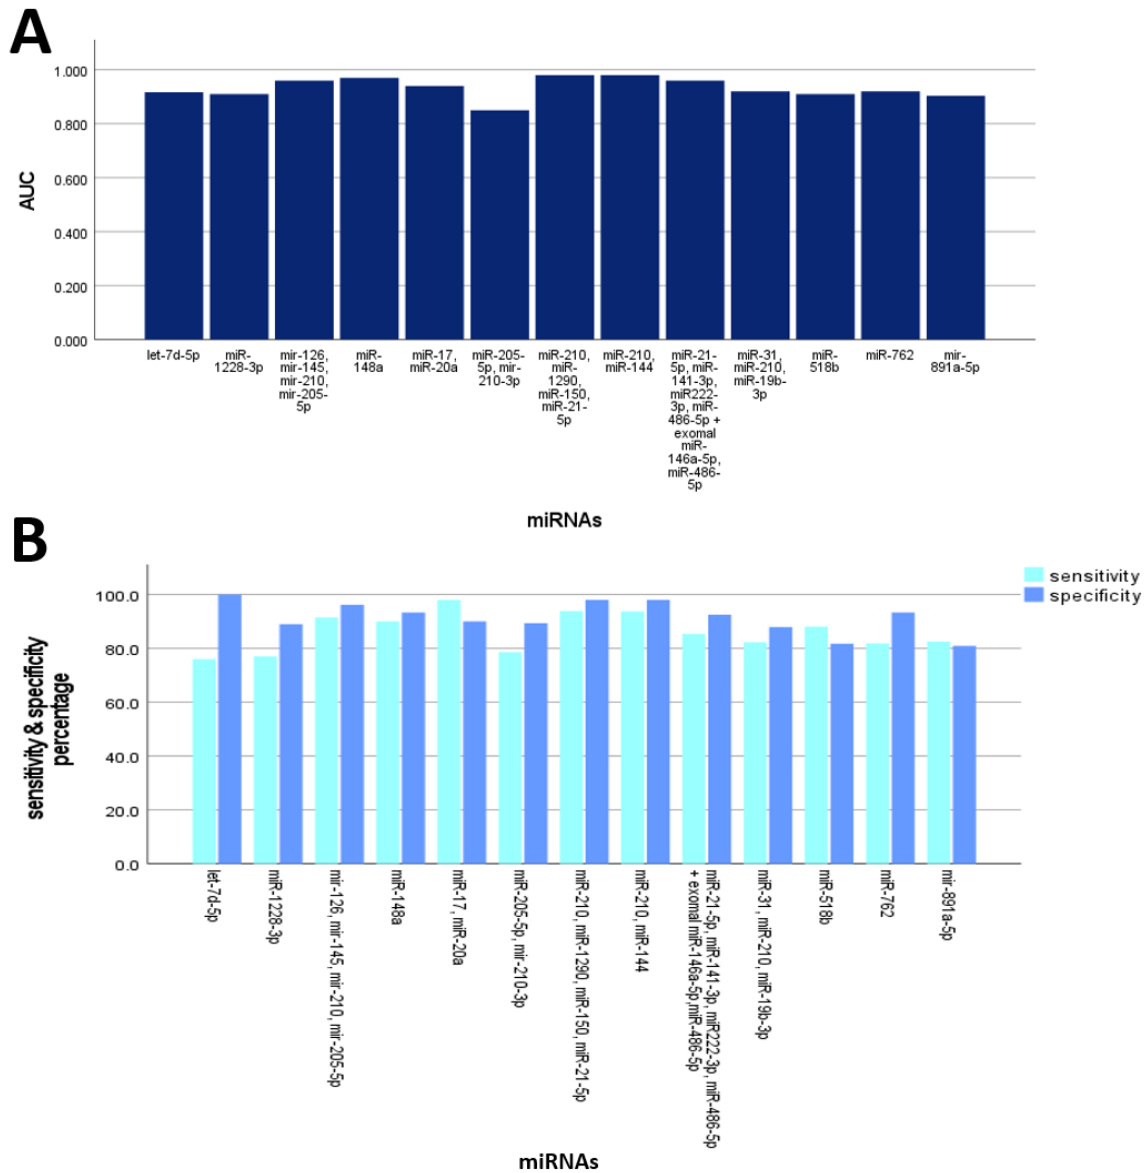 A
1.000
0.800
0.600
0.400
0.200
0.000
AUC
let-7d-5p
miR-
1228-3p
mir-126,
mir-145,
mir-210,
mir-205-
5p
miR-
148a
miR-17,
miR-20a
miR-205-
5p, mir-
210-3p
miR-210,
miR-
1290,
miR-150,
miR-21-
5p
miR-210,
miR-144
miR-21-
5p, miR-
141-3p,
miR222-
3p, miR-
486-5p +
exomal
miR-
146a-5p,
miR-486-
5p
miR-31,
miR-210,
miR-19b-
3p
miR-
518b
miR-762
mir-
891a-5p
miRNAs
B
sensitivity
specificity
100.0
80.0
60.0
40.0
20.0
0.0
sensitivity & specificity
percentage
let-7d-5p
miR-1228-3p
mir-126, mir-145, mir-210, mir-205-5p
miR-148a
miR-17, miR-20a
miR-205-5p, mir-210-3p
miR-210, miR-1290, miR-150, miR-21-5p
miR-210, miR-144
miR-21-5p, miR-141-3p, miR222-3p, miR-486-5p
+ exomal miR-146a-5p,miR-486-5p
miR-31, miR-210, miR-19b-3p
miR-518b
miR-762
mir-891a-5p
miRNAs